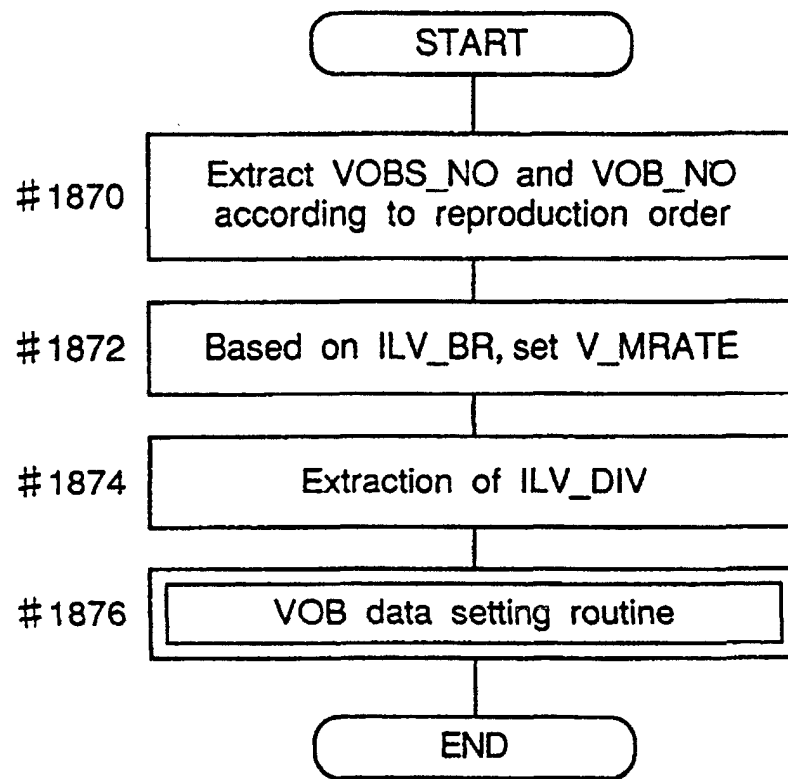 START
#1870
Extract VOBS_NO and VOB_NO
according to reproduction order
#1872
Based on ILV_BR, set V_MRATE
#1874
Extraction of ILV_DIV
#1876
VOB data setting routine
END